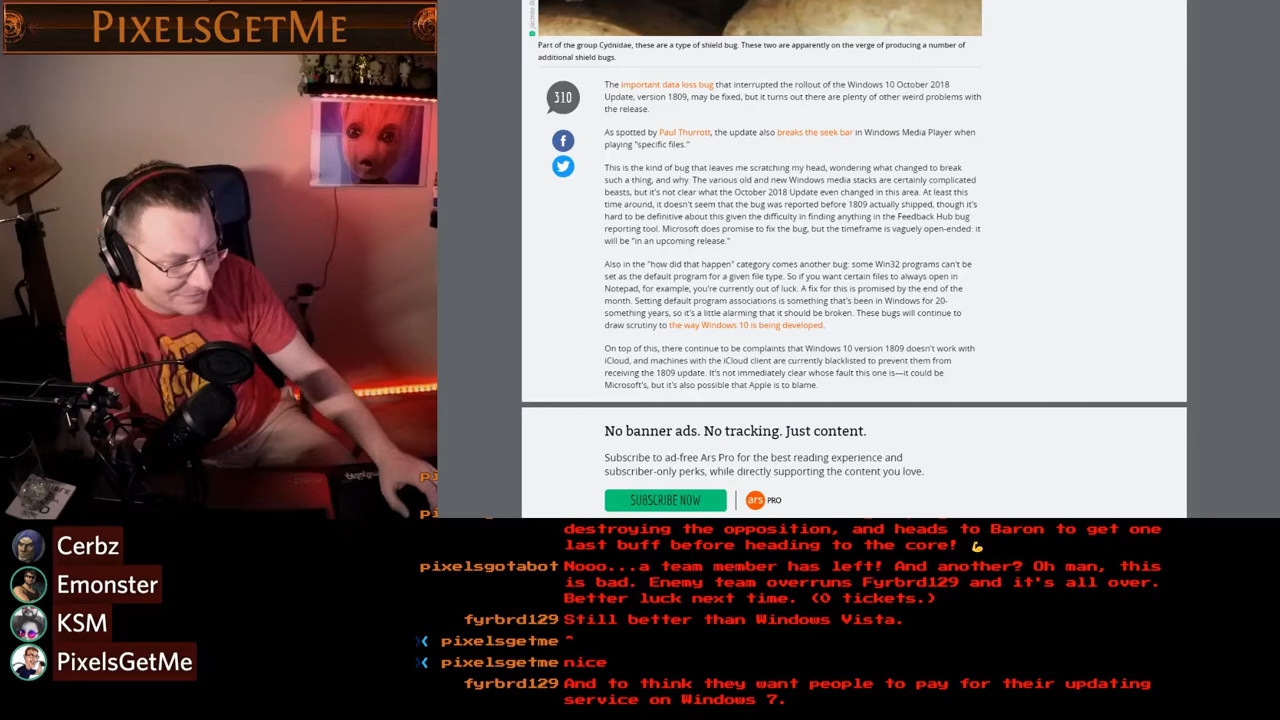 PIXELSGETME
Part of the group Cydnidae, these are a type of shield bug. These two are apparently on the verge of producing a number of
additional shield bugs.
310
The important data loss bug that interrupted the rollout of the Windows 10 October 2018
Update, version 1809, may be fixed, but it turns out there are plenty of other weird problems with
the release.
As spotted by Paul Thurrott, the update also breaks the seek bar in Windows Media Player when
playing "specific files."
This is the kind of bug that leaves me scratching my head, wondering what changed to break
such a thing, and why. The various old and new Windows media stacks are certainly complicated
beasts, but it's not clear what the October 2018 Update even changed in this area. At least this
time around, it doesn't seem that the bug was reported before 1809 actually shipped, though it's
hard to be definitive about this given the difficulty in finding anything in the Feedback Hub bug
reporting tool. Microsoft does promise to fix the bug, but the timeframe is vaguely open-ended: it
will be "in an upcoming release."
Also in the "how did that happen" category comes another bug: some Win32 programs can't be
set as the default program for a given file type. So if you want certain files to always open in
Notepad, for example, you're currently out of luck. A fix for this is promised by the end of the
month. Setting default program associations is something that's been in Windows for 20-
something years, so it's a little alarming that it should be broken. These bugs will continue to
draw scrutiny to the way Windows 10 is being developed.
On top of this, there continue to be complaints that Windows 10 version 1809 doesn't work with
iCloud, and machines with the iCloud client are currently blacklisted to prevent them from
receiving the 1809 update. It's not immediately clear whose fault this one is—it could be
Microsoft's, but it's also possible that Apple is to blame.
No banner ads. No tracking. Just content.
Subscribe to ad-free Ars Pro for the best reading experience and
subscriber-only perks, while directly supporting the content you love.
SUBSCRIBE NOW
ars PRO
destroying the opposition, and heads to Baron to get one
last buff before heading to the core!
pixelsgotabot Nooo...a team member has left! And another? Oh man, this
is bad. Enemy team overruns Fyrbrd129 and it's all over.
Better luck next time. (0 tickets.)
fyrbrd129 Still better than Windows Vista.
pixelsgetme ^
pixelsgetme nice
fyrbrd129 And to think they want people to pay for their updating
service on Windows 7.
Cerbz
Emonster
KSM
PixelsGetMe